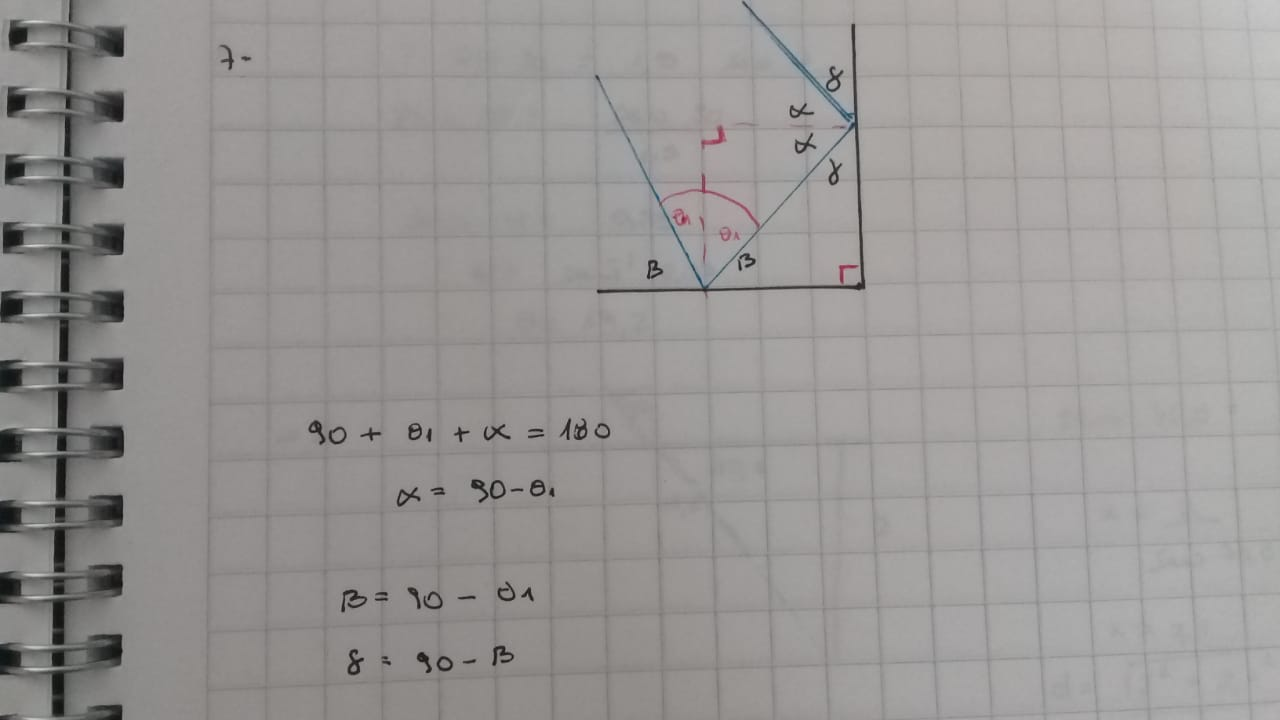 7-
γ
α
α
γ
θ1
θ1
B
B
90 + θ1 + α = 180
α = 90 - θ1
B = 90 - θ1
γ = 90 - B